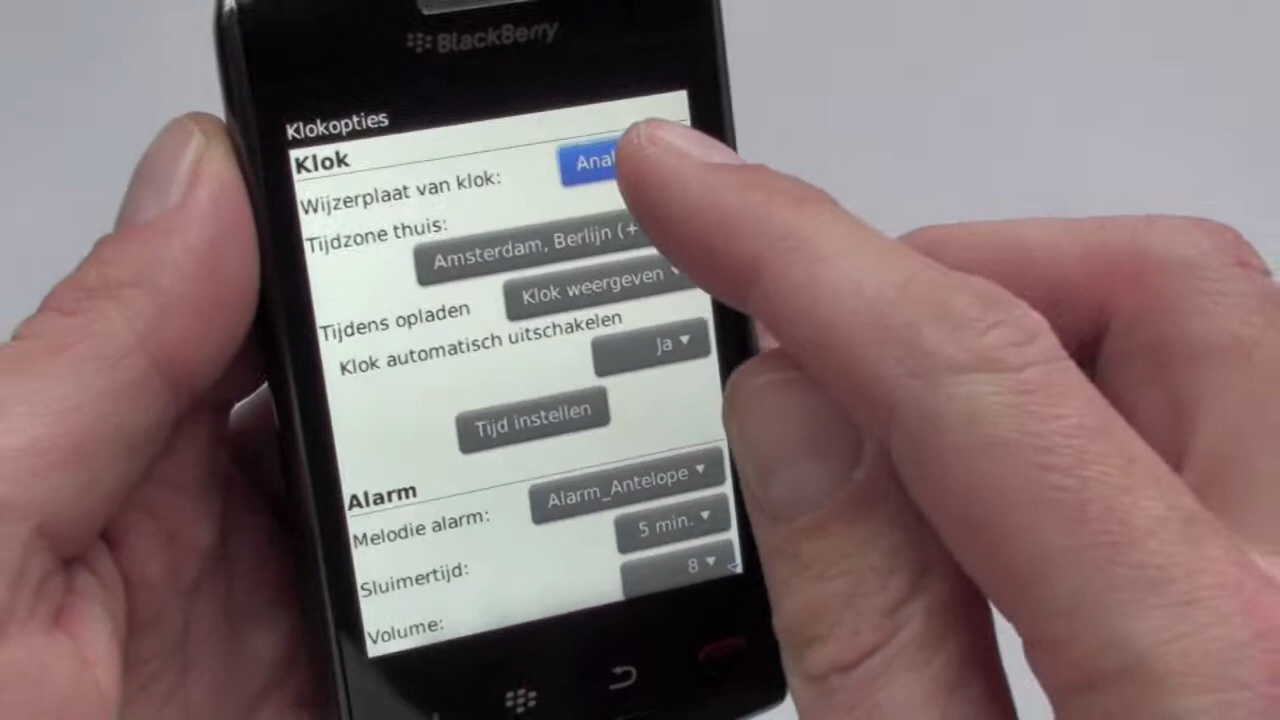 BlackBerry
Klokopties
Klok
Wijzerplaat van klok:
Tijdzone thuis:
Amsterdam, Berlijn (+
Tijdens opladen
Klok weergeven
Klok automatisch uitschakelen
Ja
Tijd instellen
Alarm
Melodie alarm:
Alarm_Antelope
Sluimertijd:
5 min.
Volume:
8